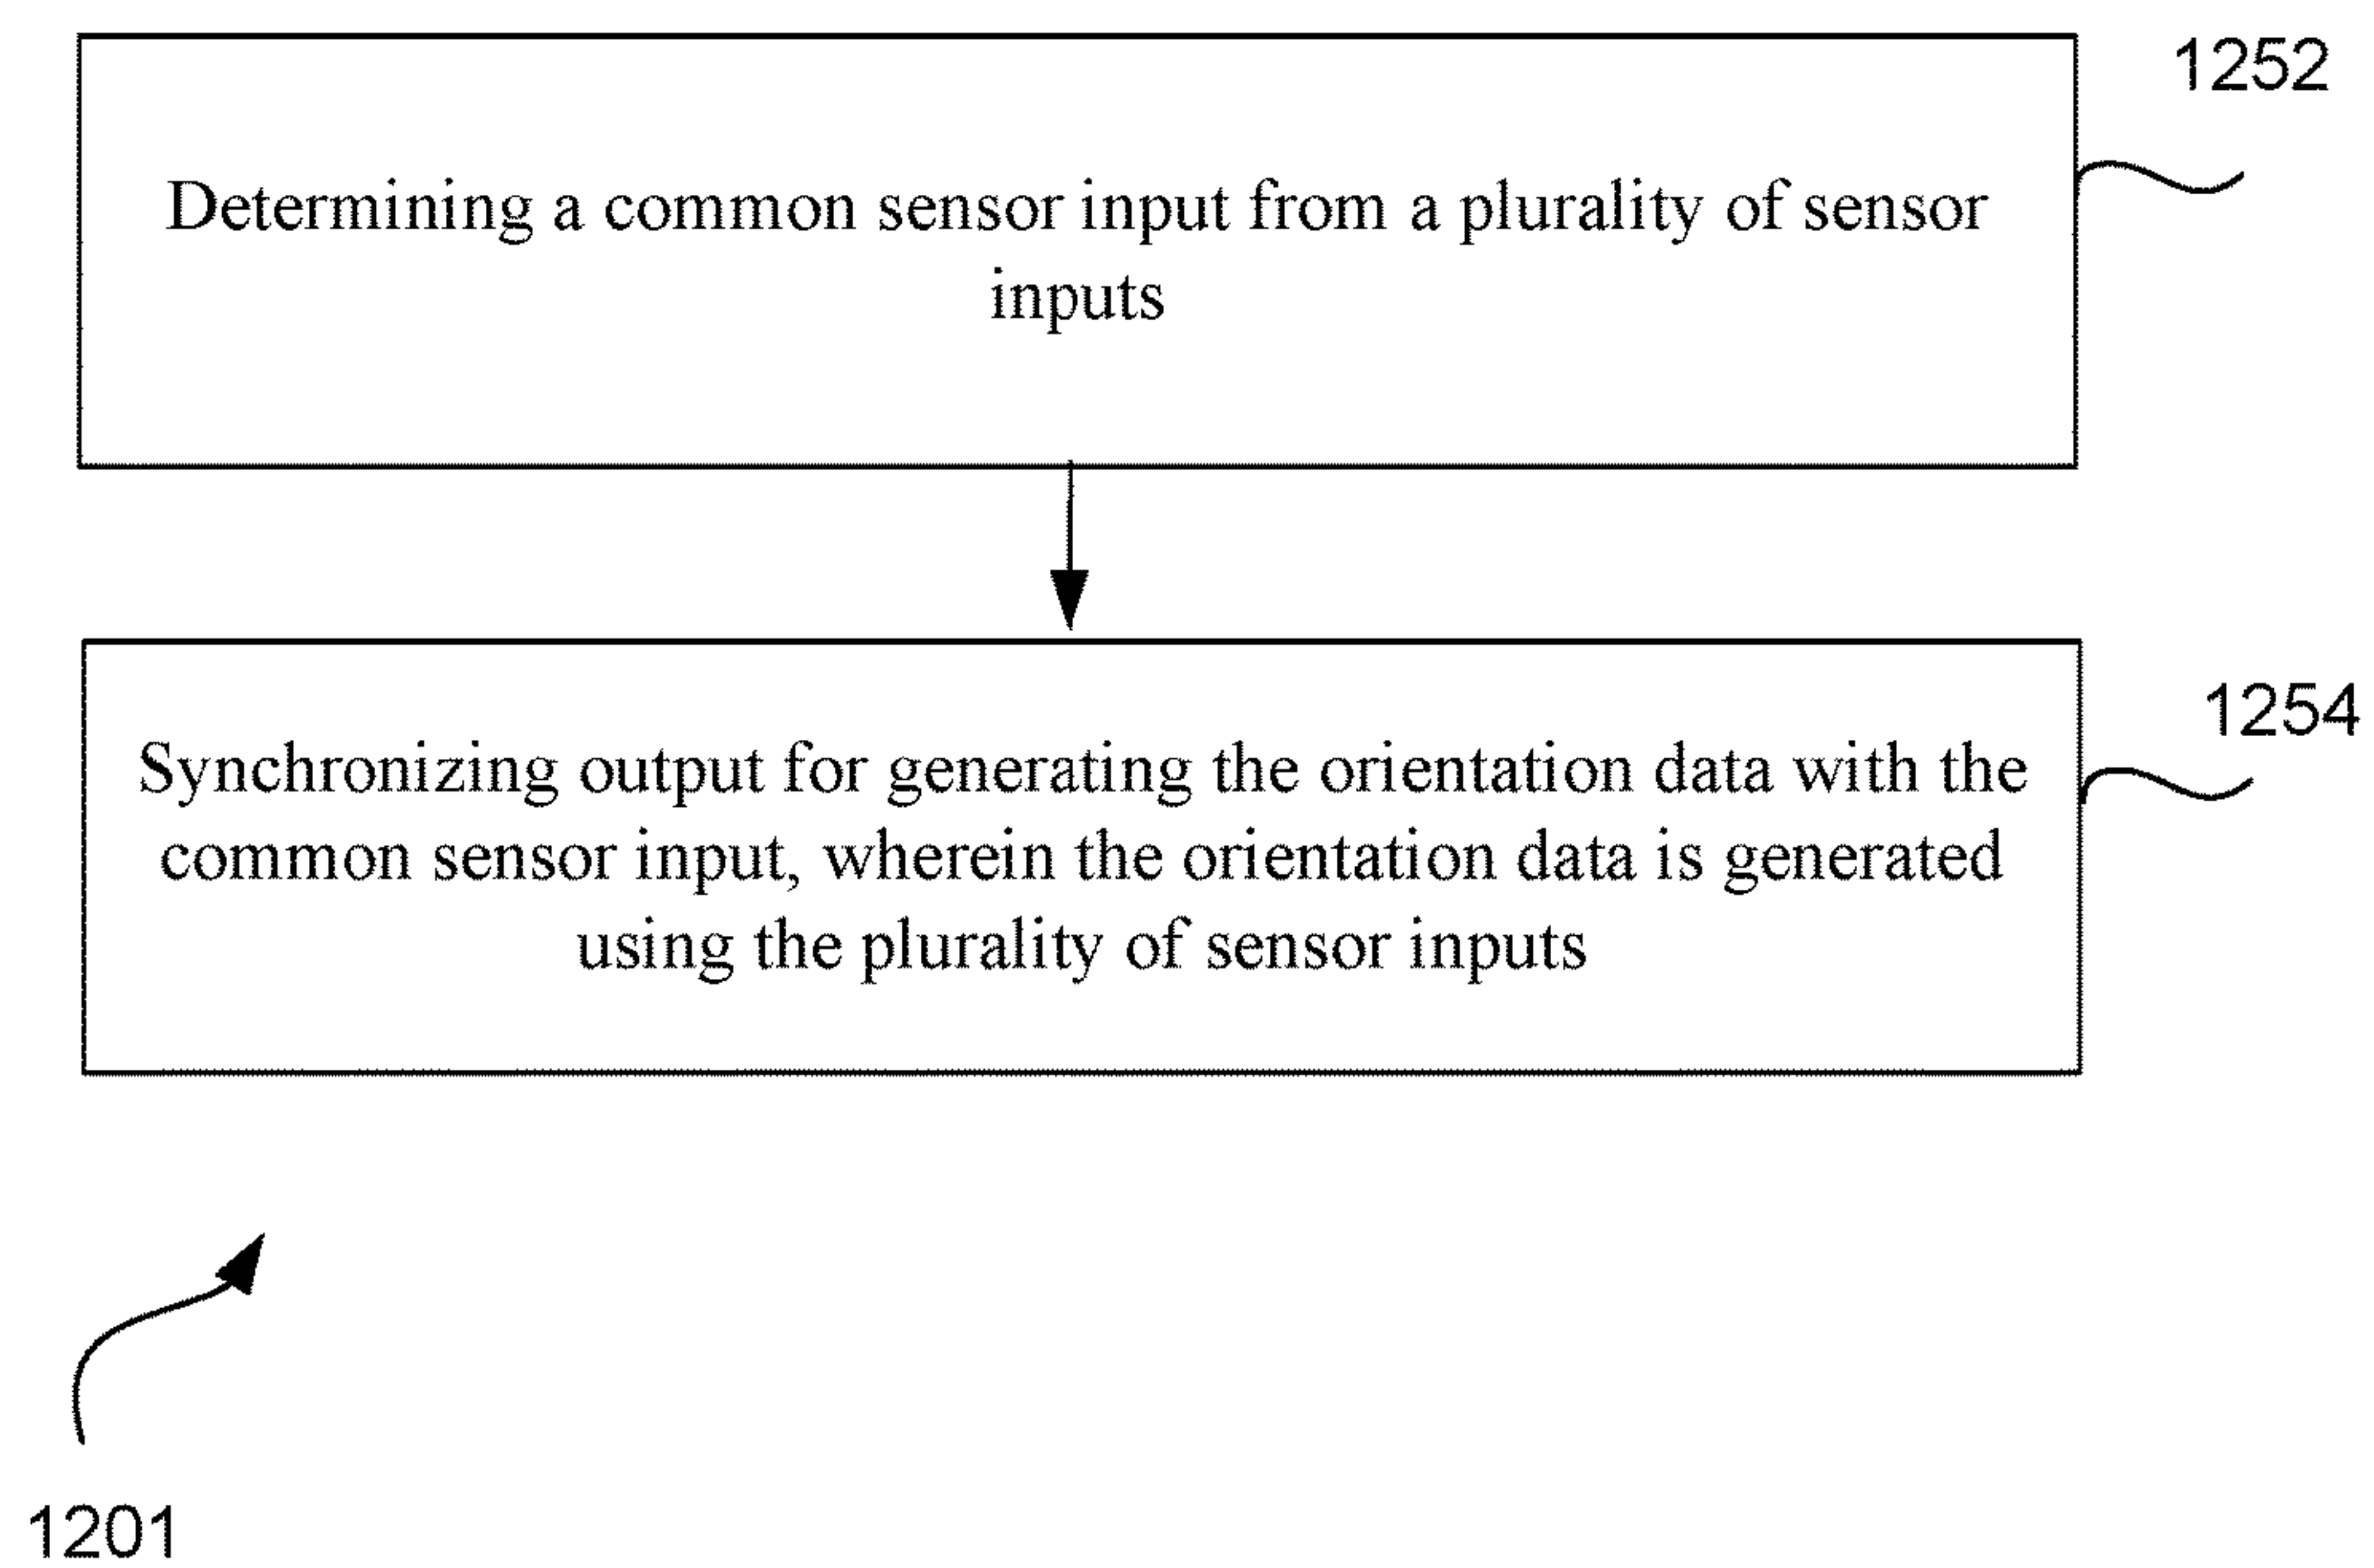 1252
Determining a common sensor input from a plurality of sensor
inputs
1254
Synchronizing output for generating the orientation data with the
common sensor input, wherein the orientation data is generated
using the plurality of sensor inputs
1201